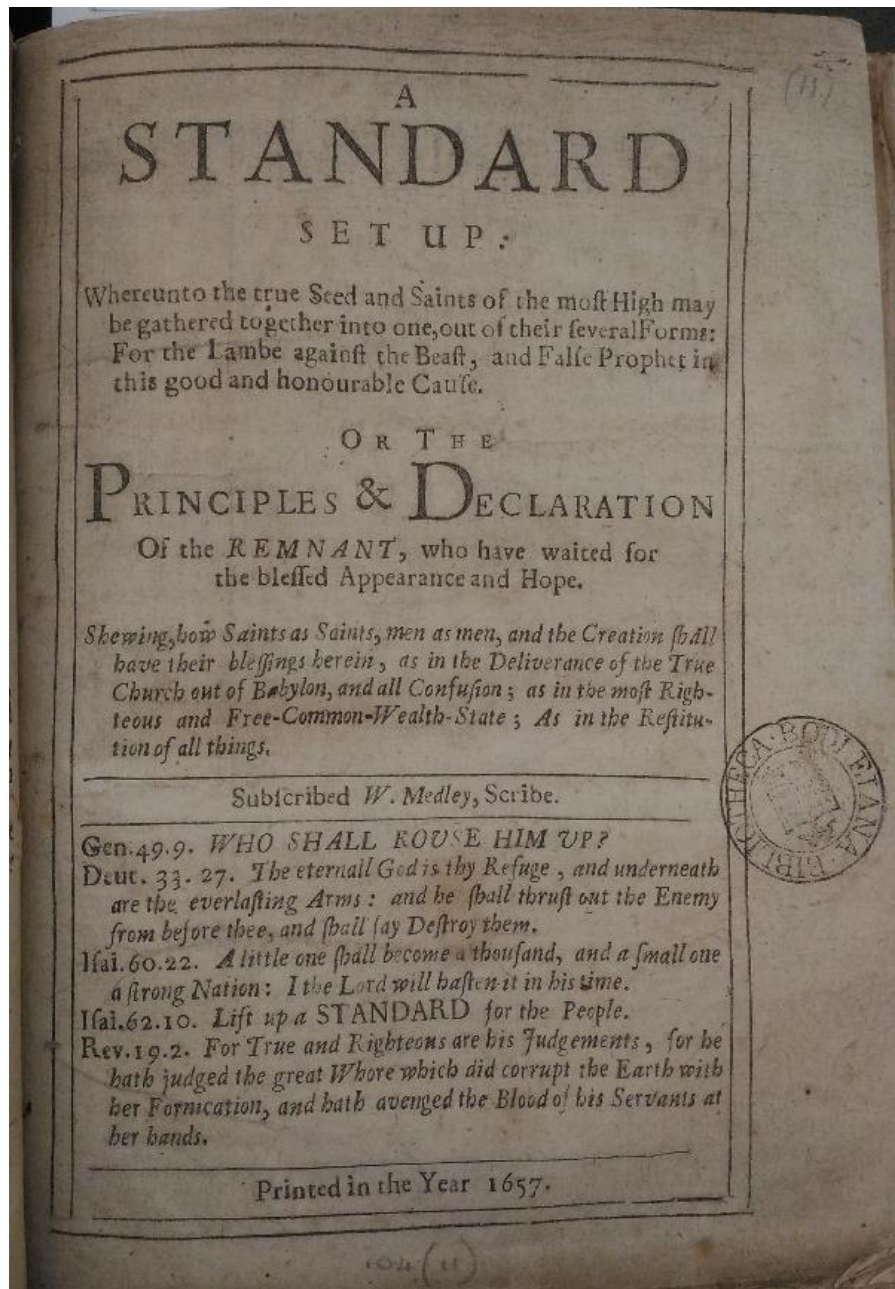 (11)
A
STANDARD
SET UP:
Whereunto the true Seed and Saints of the moſt High may
be gathered together into one, out of their ſeveral Forms:
For the Lambe againſt the Beaſt, and Falſe Prophet in
this good and honourable Cauſe.
OR THE
PRINCIPLES & DECLARATION
Of the REMNANT, who have waited for
the bleſſed Appearance and Hope.
Shewing, how Saints as Saints, men as men, and the Creation ſhall
have their bleſſings herein, as in the Deliverance of the True
Church out of Babylon, and all Confuſion; as in the moſt Righ-
teous and Free-Common-Wealth-State; As in the Reſtitu-
tion of all things.
Subſcribed W. Medley, Scribe.
Gen. 49. 9. WHO SHALL ROUSE HIM UP?
Deut. 33. 27. The eternall God is thy Refuge, and underneath
are the everlaſting Arms: and he ſhall thruſt out the Enemy
from before thee, and ſhall ſay Deſtroy them.
Iſai. 60. 22. A little one ſhall become a thouſand, and a ſmall one
a ſtrong Nation: I the Lord will haſten it in his time.
Iſai. 62. 10. Lift up a STANDARD for the People.
Rev. 19. 2. For True and Righteous are his Judgements, for he
hath judged the great Whore which did corrupt the Earth with
her Fornication, and hath avenged the Blood of his Servants at
her hands.
Printed in the Year 1657.
BIBLIOTHECA BODLEIANA
104 (11)